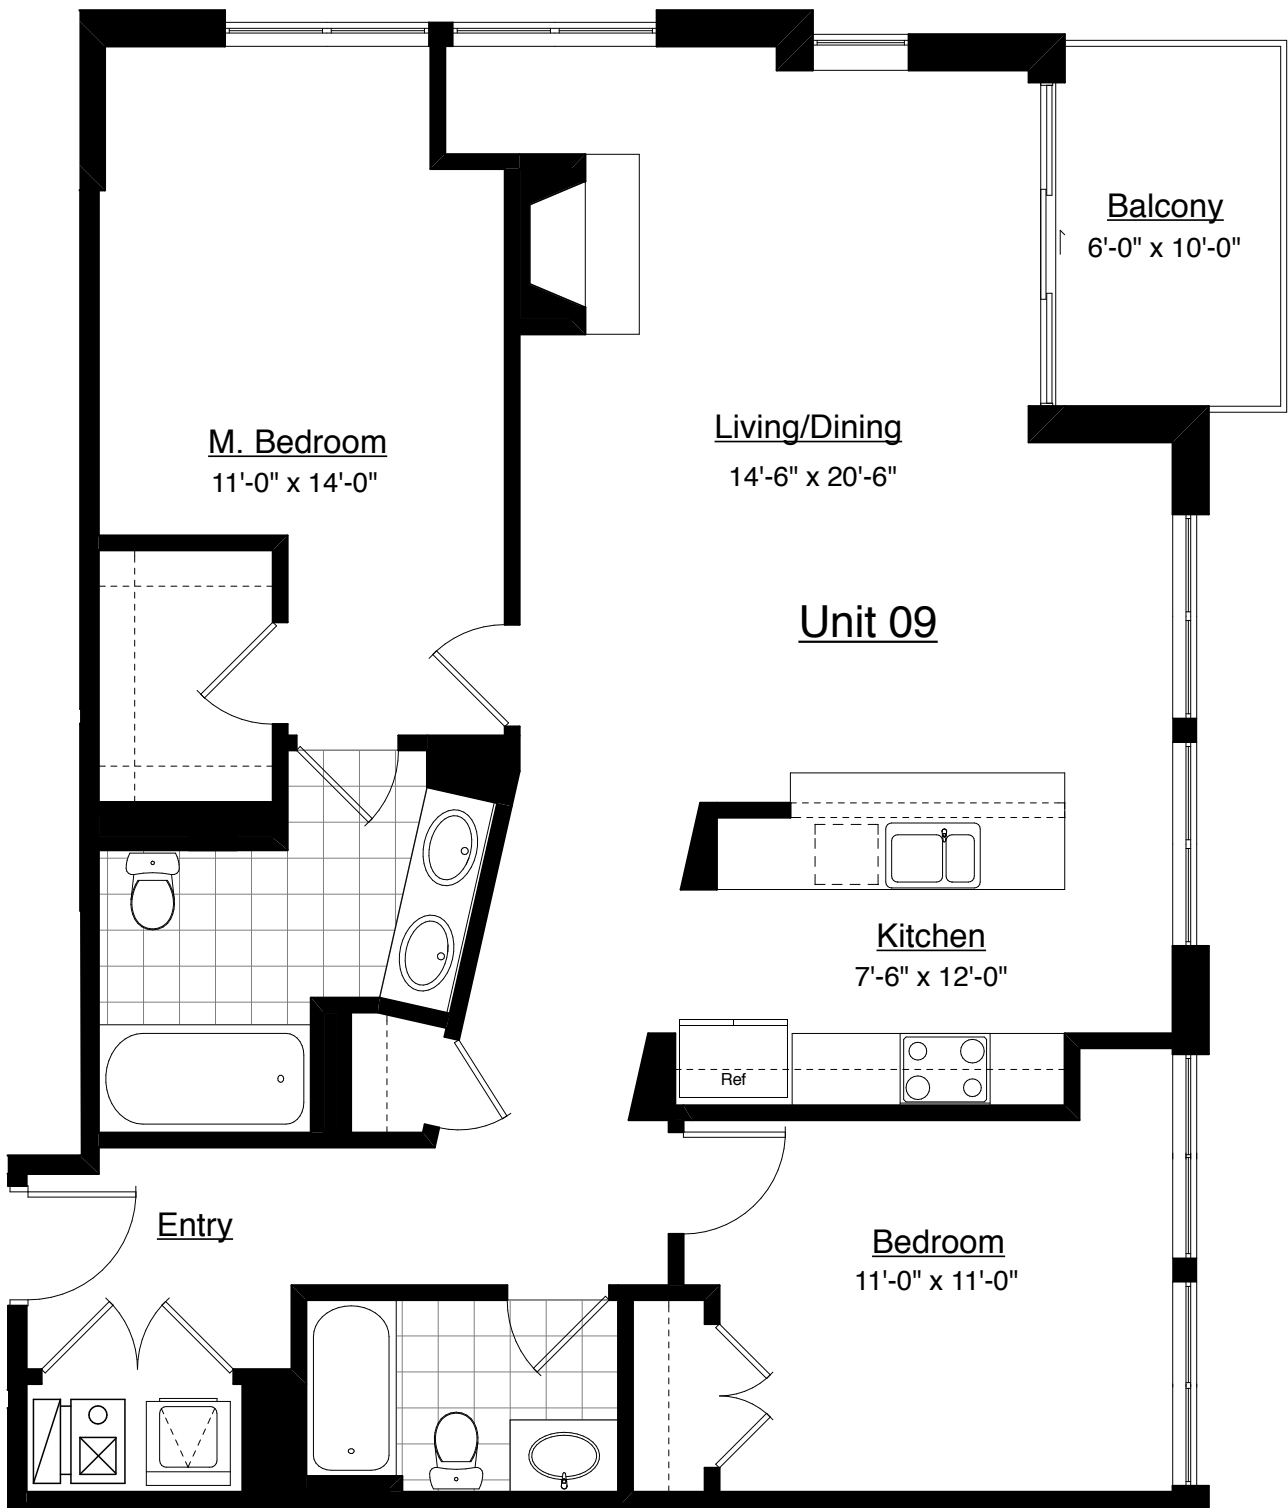 Balcony
6'-0" x 10'-0"
M. Bedroom
11'-0" x 14'-0"
Living/Dining
14'-6" x 20'-6"
Unit 09
Kitchen
7'-6" x 12'-0"
Ref
Entry
Bedroom
11'-0" x 11'-0"